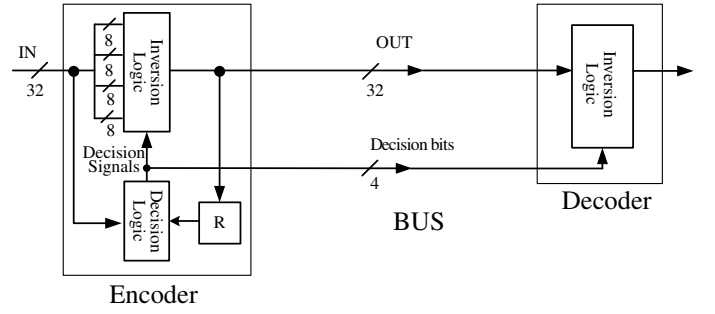 IN
32
8
8
8
8
Inversion
Logic
OUT
32
Inversion
Logic
Decision
Signals
Decision bits
4
Decision
Logic
R
BUS
Decoder
Encoder